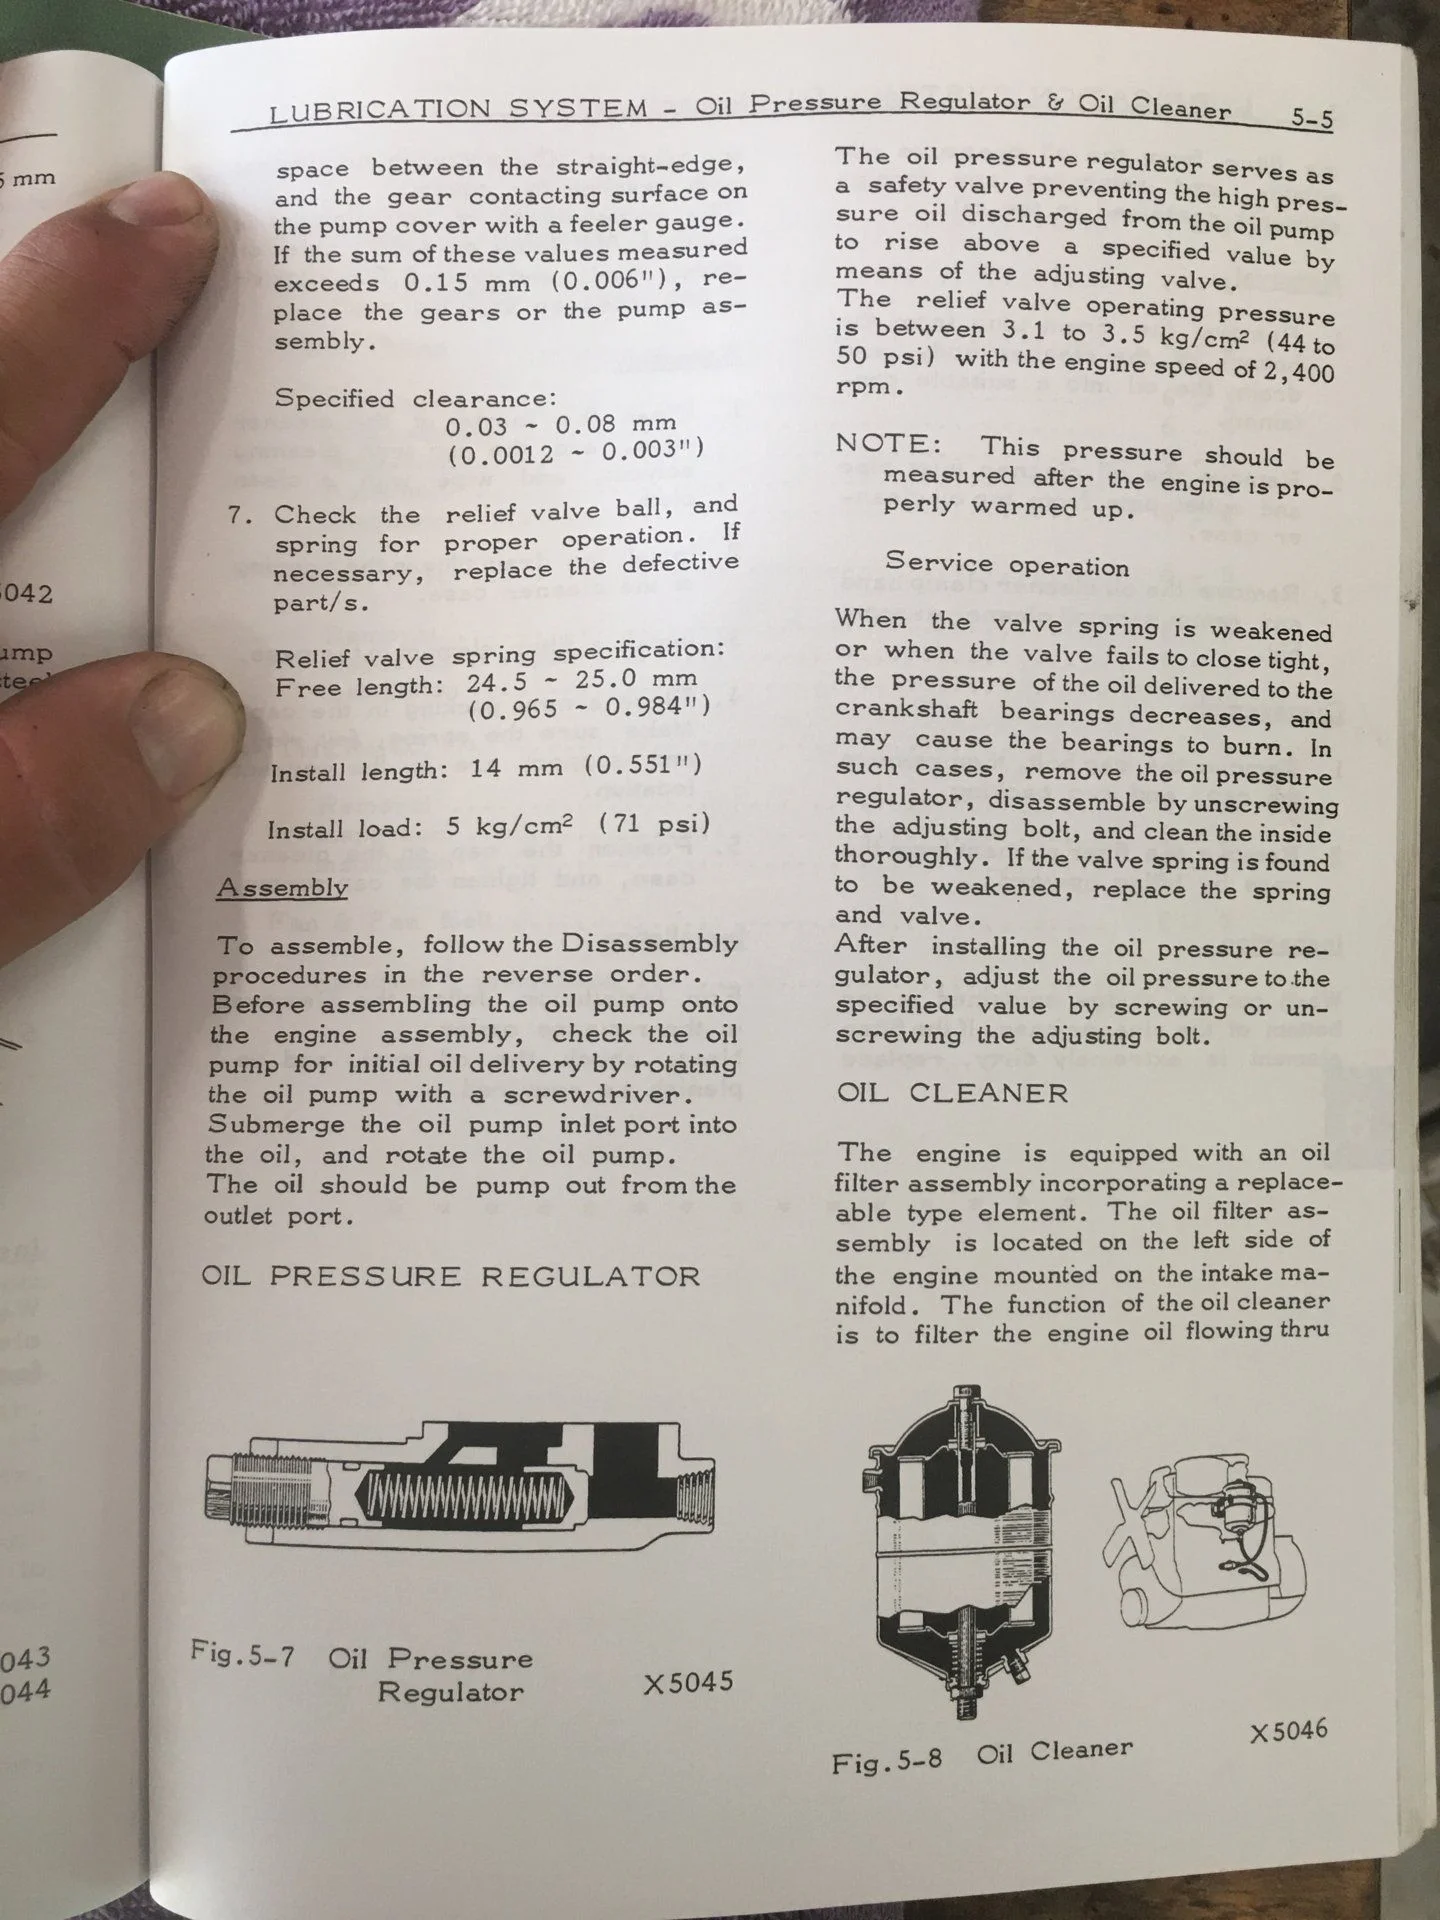 LUBRICATION SYSTEM - Oil Pressure Regulator & Oil Cleaner 5-5
space between the straight-edge,
and the gear contacting surface on
the pump cover with a feeler gauge.
If the sum of these values measured
exceeds 0.15 mm (0.006"), re-
place the gears or the pump as-
sembly.
Specified clearance:
0.03 ~ 0.08 mm
(0.0012 ~ 0.003")
7. Check the relief valve ball, and
spring for proper operation. If
necessary, replace the defective
part/s.
Relief valve spring specification:
Free length: 24.5 ~ 25.0 mm
(0.965 ~ 0.984")
Install length: 14 mm (0.551")
Install load: 5 kg/cm² (71 psi)
Assembly
To assemble, follow the Disassembly
procedures in the reverse order.
Before assembling the oil pump onto
the engine assembly, check the oil
pump for initial oil delivery by rotating
the oil pump with a screwdriver.
Submerge the oil pump inlet port into
the oil, and rotate the oil pump.
The oil should be pump out from the
outlet port.
OIL PRESSURE REGULATOR
Fig.5-7 Oil Pressure
Regulator X5045
The oil pressure regulator serves as
a safety valve preventing the high pres-
sure oil discharged from the oil pump
to rise above a specified value by
means of the adjusting valve.
The relief valve operating pressure
is between 3.1 to 3.5 kg/cm² (44 to
50 psi) with the engine speed of 2,400
rpm.
NOTE: This pressure should be
measured after the engine is pro-
perly warmed up.
Service operation
When the valve spring is weakened
or when the valve fails to close tight,
the pressure of the oil delivered to the
crankshaft bearings decreases, and
may cause the bearings to burn. In
such cases, remove the oil pressure
regulator, disassemble by unscrewing
the adjusting bolt, and clean the inside
thoroughly. If the valve spring is found
to be weakened, replace the spring
and valve.
After installing the oil pressure re-
gulator, adjust the oil pressure to the
specified value by screwing or un-
screwing the adjusting bolt.
OIL CLEANER
The engine is equipped with an oil
filter assembly incorporating a replace-
able type element. The oil filter as-
sembly is located on the left side of
the engine mounted on the intake ma-
nifold. The function of the oil cleaner
is to filter the engine oil flowing thru
Fig.5-8 Oil Cleaner X5046
mm
042
ump
043
044